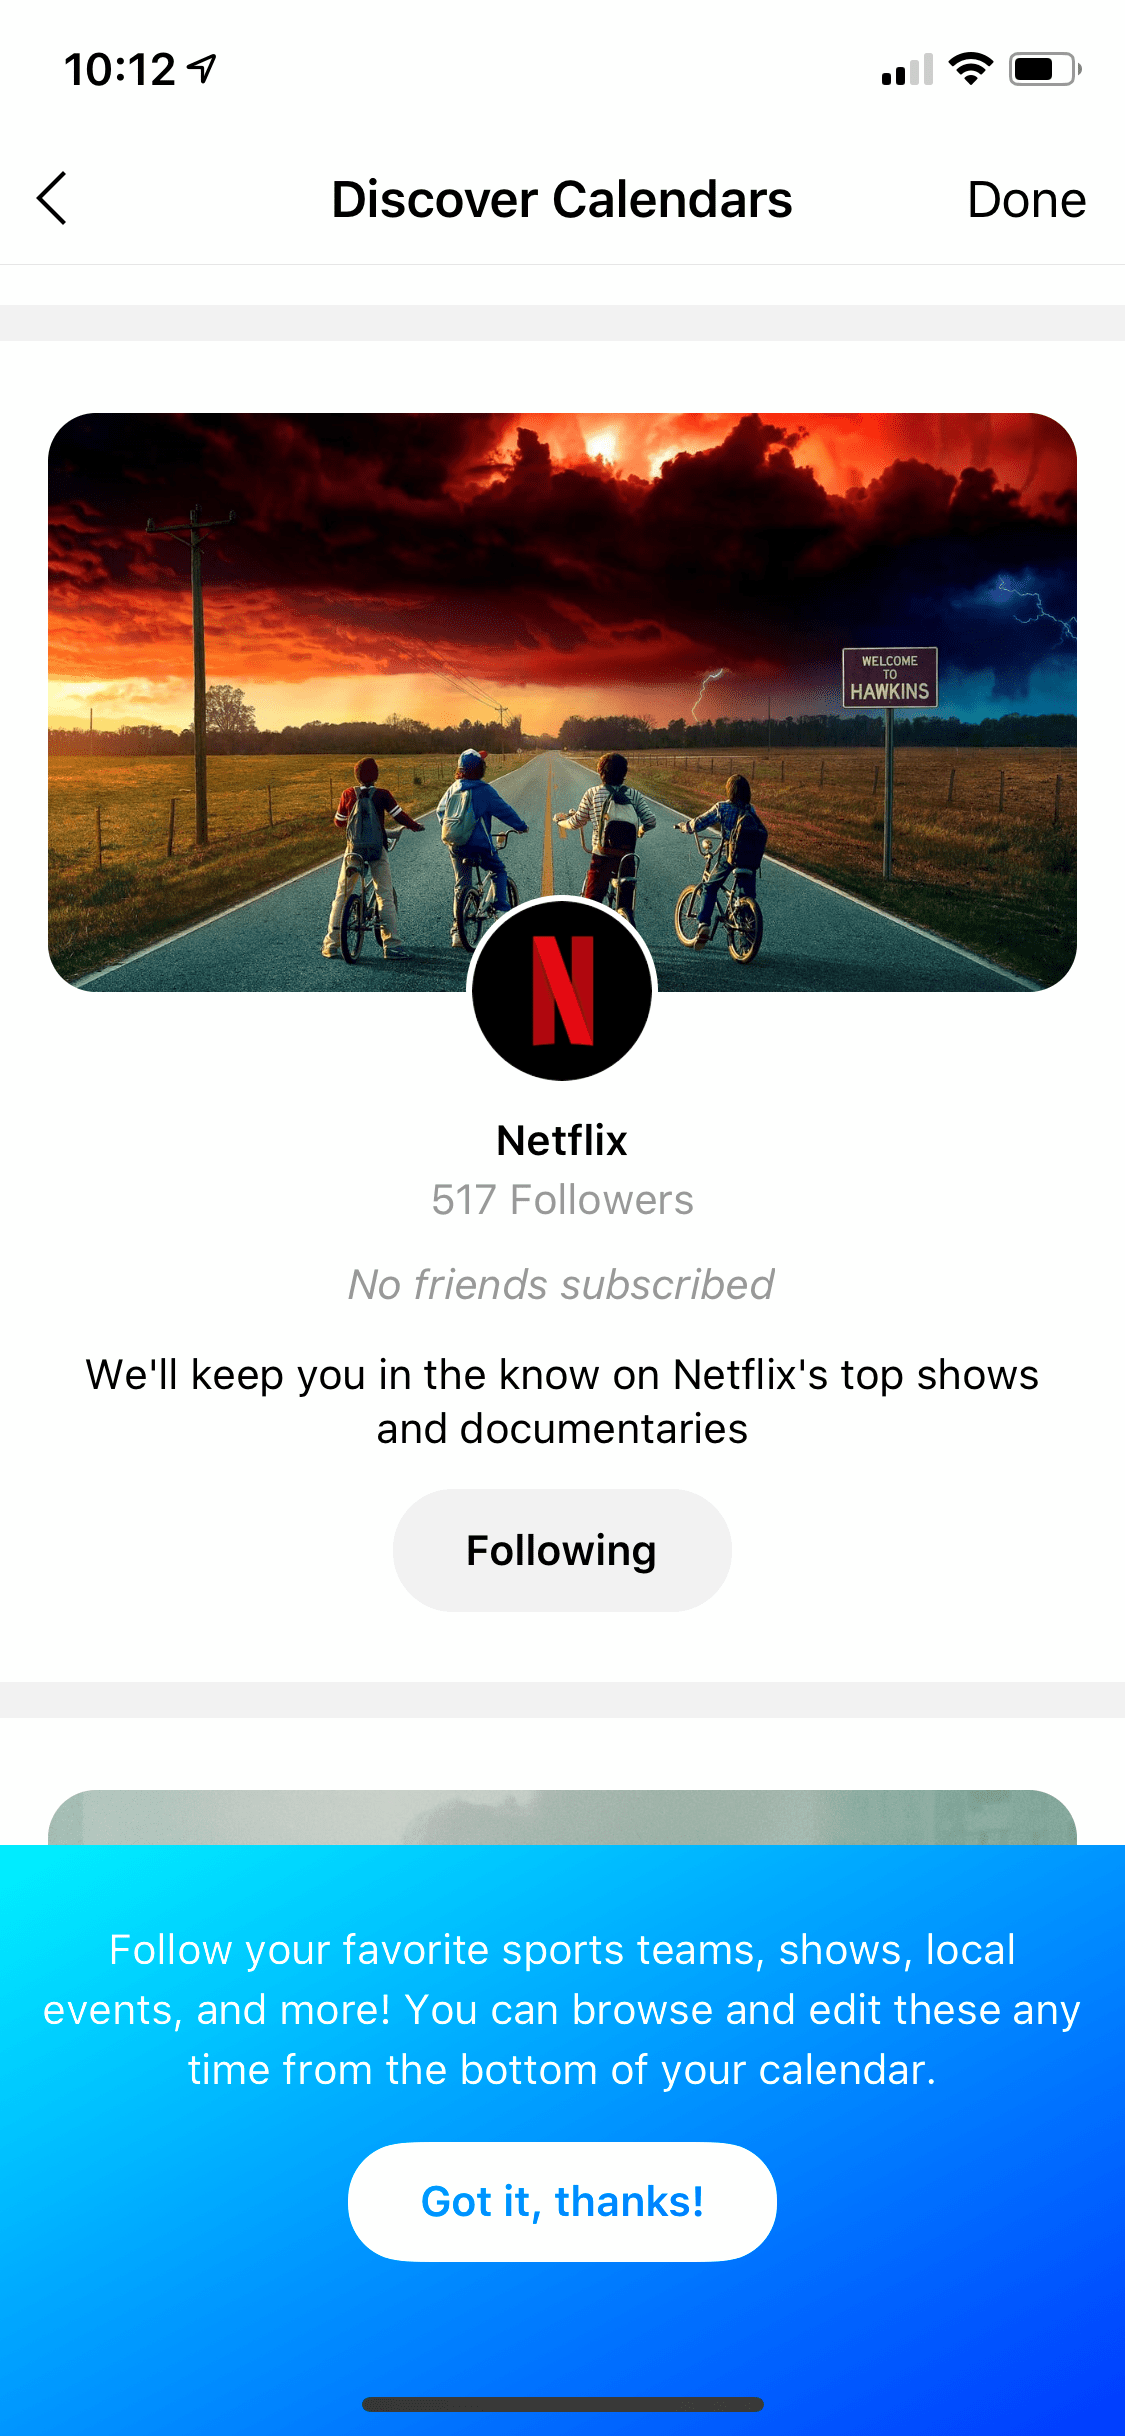 10:12
Discover Calendars
Done
WELCOME
TO
HAWKINS
N
Netflix
517 Followers
No friends subscribed
We'll keep you in the know on Netflix's top shows
and documentaries
Following
Follow your favorite sports teams, shows, local
events, and more! You can browse and edit these any
time from the bottom of your calendar.
Got it, thanks!